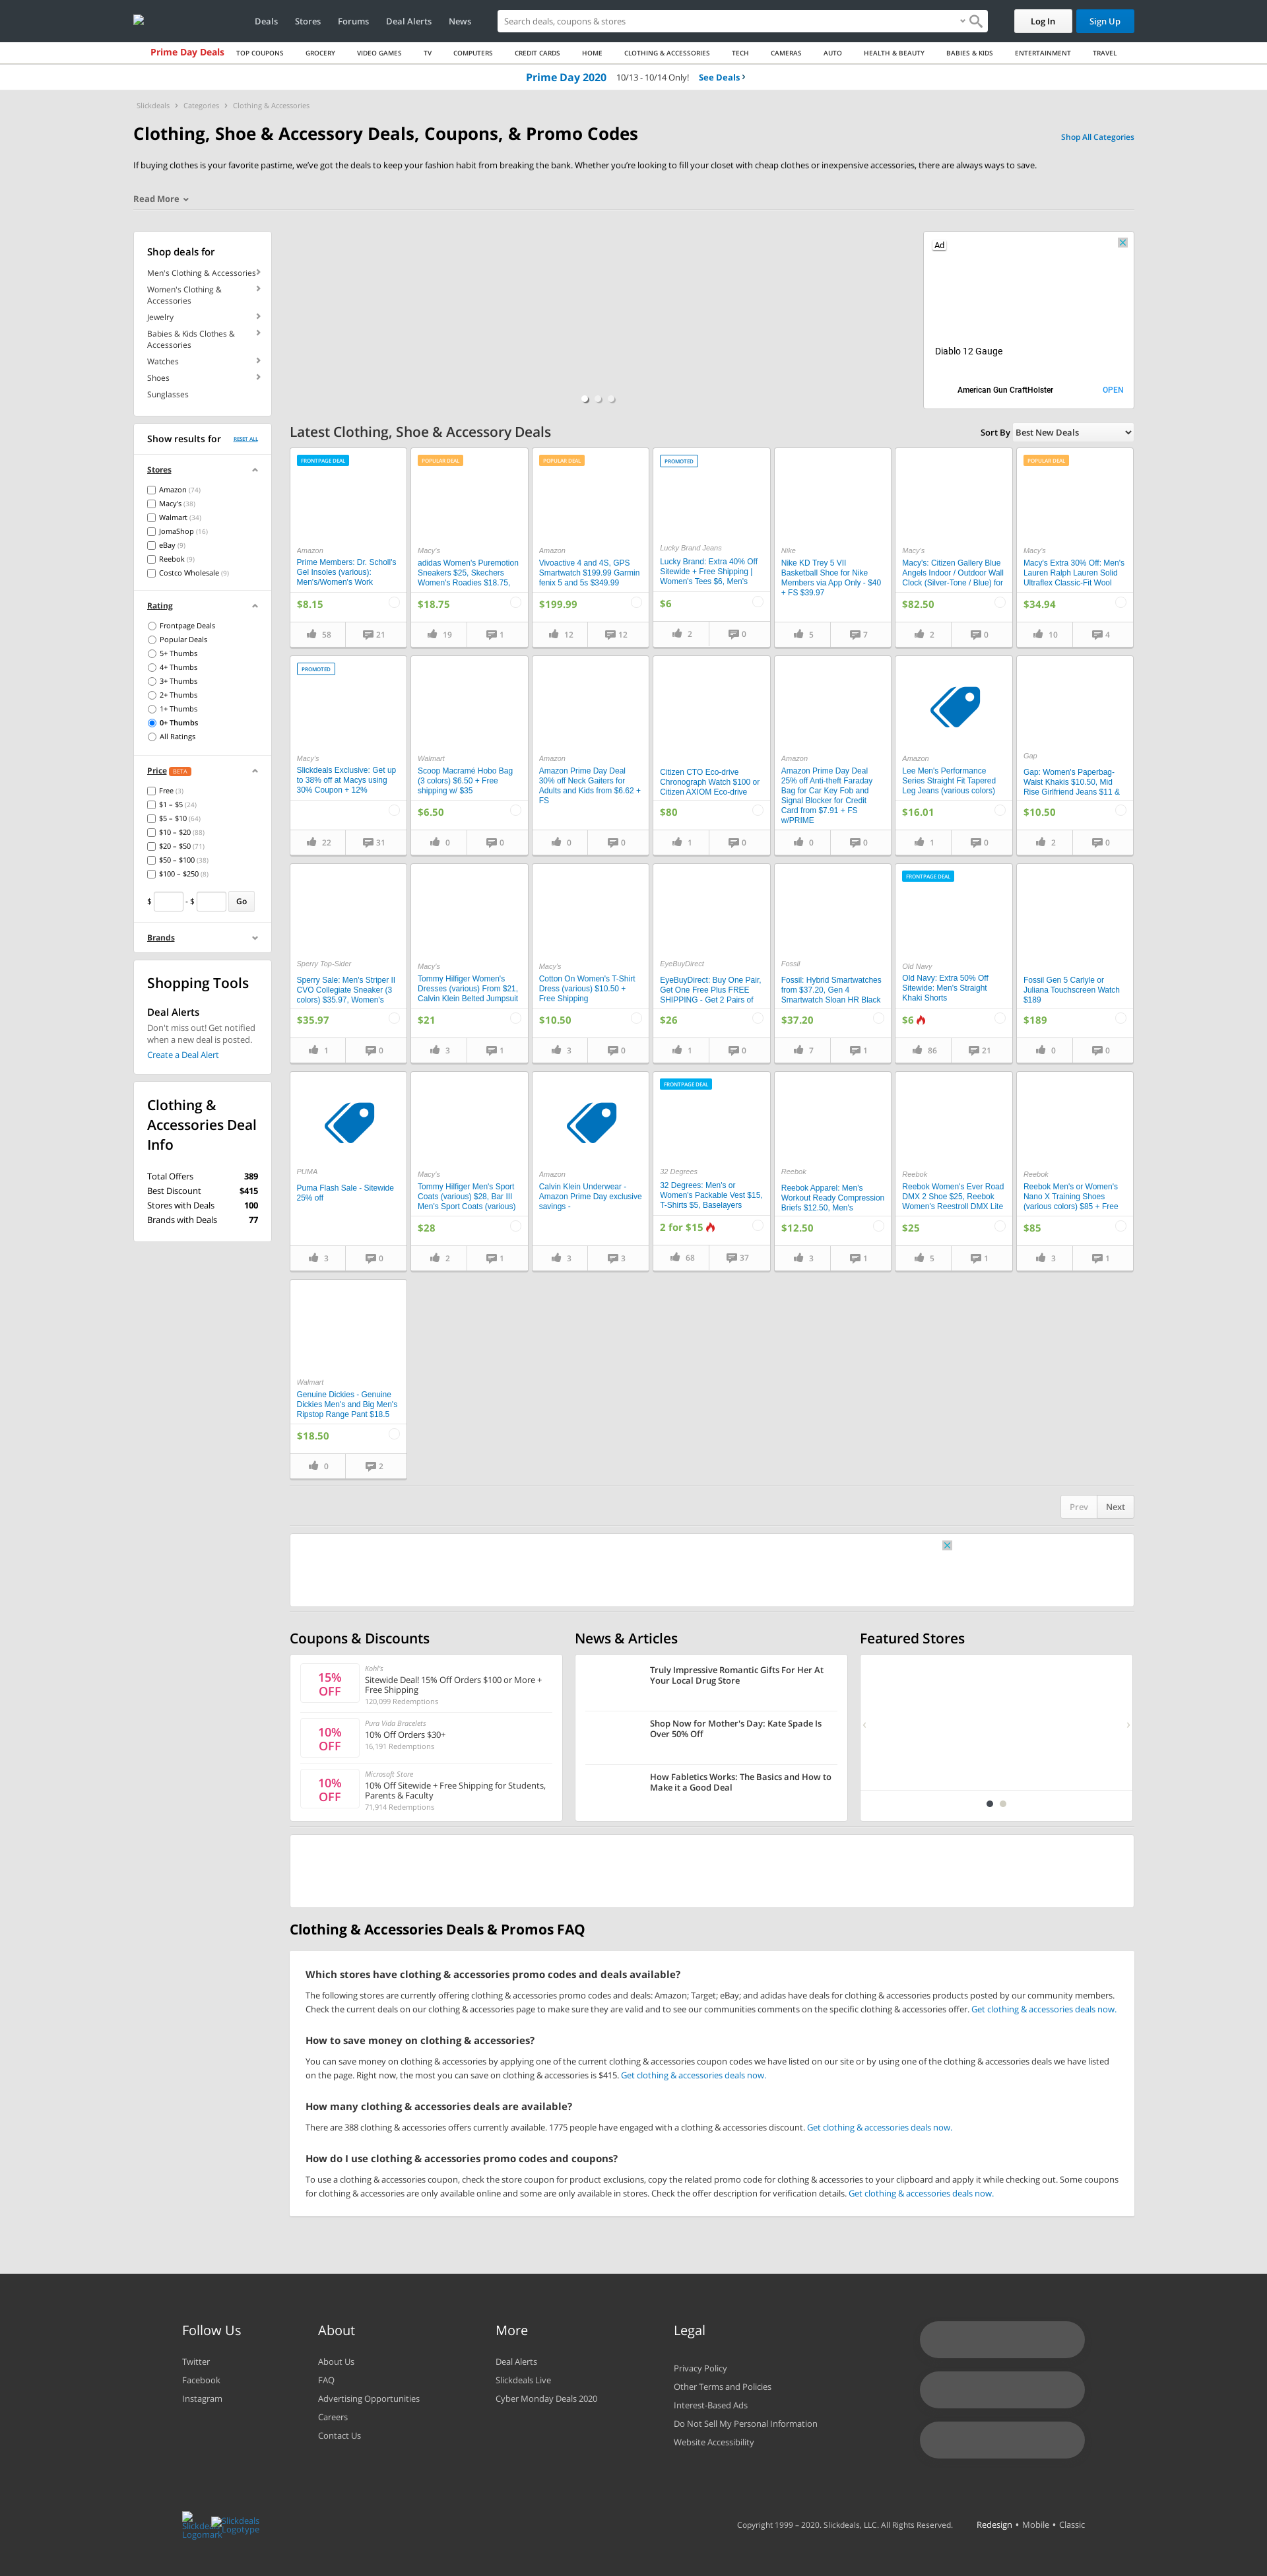 Deals Stores Forums Deal Alerts News
Search deals, coupons & stores
Log In Sign Up
Prime Day Deals TOP COUPONS GROCERY VIDEO GAMES TV COMPUTERS CREDIT CARDS HOME CLOTHING & ACCESSORIES TECH CAMERAS AUTO HEALTH & BEAUTY BABIES & KIDS ENTERTAINMENT TRAVEL
Prime Day 2020 10/13 - 10/14 Only! See Deals
Slickdeals Categories Clothing & Accessories
Clothing, Shoe & Accessory Deals, Coupons, & Promo Codes
Shop All Categories
If buying clothes is your favorite pastime, we've got the deals to keep your fashion habit from breaking the bank. Whether you're looking to fill your closet with cheap clothes or inexpensive accessories, there are always ways to save.
Read More
Shop deals for
Men's Clothing & Accessories
Women's Clothing &
Accessories
Jewelry
Babies & Kids Clothes &
Accessories
Watches
Shoes
Sunglasses
Ad
Diablo 12 Gauge
American Gun CraftHolster OPEN
Show results for RESET ALL
Stores
Amazon (74)
Macy's (38)
Walmart (34)
JomaShop (16)
eBay (9)
Reebok (9)
Costco Wholesale (9)
Rating
Frontpage Deals
Popular Deals
5+ Thumbs
4+ Thumbs
3+ Thumbs
2+ Thumbs
1+ Thumbs
0+ Thumbs
All Ratings
Price BETA
Free (3)
$1 – $5 (24)
$5 – $10 (64)
$10 – $20 (88)
$20 – $50 (71)
$50 – $100 (38)
$100 – $250 (8)
$ - $ Go
Brands
Shopping Tools
Deal Alerts
Don't miss out! Get notified
when a new deal is posted.
Create a Deal Alert
Clothing &
Accessories Deal
Info
Total Offers 389
Best Discount $415
Stores with Deals 100
Brands with Deals 77
Latest Clothing, Shoe & Accessory Deals
Sort By Best New Deals
FRONTPAGE DEAL
Amazon
Prime Members: Dr. Scholl's
Gel Insoles (various):
Men's/Women's Work
$8.15
58 21
POPULAR DEAL
Macy's
adidas Women's Puremotion
Sneakers $25, Skechers
Women's Roadies $18.75,
$18.75
19 1
POPULAR DEAL
Amazon
Vivoactive 4 and 4S, GPS
Smartwatch $199.99 Garmin
fenix 5 and 5s $349.99
$199.99
12 12
PROMOTED
Lucky Brand Jeans
Lucky Brand: Extra 40% Off
Sitewide + Free Shipping |
Women's Tees $6, Men's
$6
2 0
Nike
Nike KD Trey 5 VII
Basketball Shoe for Nike
Members via App Only - $40
+ FS $39.97
5 7
Macy's
Macy's: Citizen Gallery Blue
Angels Indoor / Outdoor Wall
Clock (Silver-Tone / Blue) for
$82.50
2 0
POPULAR DEAL
Macy's
Macy's Extra 30% Off: Men's
Lauren Ralph Lauren Solid
Ultraflex Classic-Fit Wool
$34.94
10 4
PROMOTED
Macy's
Slickdeals Exclusive: Get up
to 38% off at Macys using
30% Coupon + 12%
22 31
Walmart
Scoop Macramé Hobo Bag
(3 colors) $6.50 + Free
shipping w/ $35
$6.50
0 0
Amazon
Amazon Prime Day Deal
30% off Neck Gaiters for
Adults and Kids from $6.62 +
FS
0 0
Citizen CTO Eco-drive
Chronograph Watch $100 or
Citizen AXIOM Eco-drive
$80
1 0
Amazon
Amazon Prime Day Deal
25% off Anti-theft Faraday
Bag for Car Key Fob and
Signal Blocker for Credit
Card from $7.91 + FS
w/PRIME
0 0
Amazon
Lee Men's Performance
Series Straight Fit Tapered
Leg Jeans (various colors)
$16.01
1 0
Gap
Gap: Women's Paperbag-
Waist Khakis $10.50, Mid
Rise Girlfriend Jeans $11 &
$10.50
2 0
Sperry Top-Sider
Sperry Sale: Men's Striper II
CVO Collegiate Sneaker (3
colors) $35.97, Women's
$35.97
1 0
Macy's
Tommy Hilfiger Women's
Dresses (various) From $21,
Calvin Klein Belted Jumpsuit
$21
3 1
Macy's
Cotton On Women's T-Shirt
Dress (various) $10.50 +
Free Shipping
$10.50
3 0
EyeBuyDirect
EyeBuyDirect: Buy One Pair,
Get One Free Plus FREE
SHIPPING - Get 2 Pairs of
$26
1 0
Fossil
Fossil: Hybrid Smartwatches
from $37.20, Gen 4
Smartwatch Sloan HR Black
$37.20
7 1
FRONTPAGE DEAL
Old Navy
Old Navy: Extra 50% Off
Sitewide: Men's Straight
Khaki Shorts
$6
86 21
Fossil Gen 5 Carlyle or
Juliana Touchscreen Watch
$189
$189
0 0
PUMA
Puma Flash Sale - Sitewide
25% off
3 0
Macy's
Tommy Hilfiger Men's Sport
Coats (various) $28, Bar III
Men's Sport Coats (various)
$28
2 1
Amazon
Calvin Klein Underwear -
Amazon Prime Day exclusive
savings -
3 3
FRONTPAGE DEAL
32 Degrees
32 Degrees: Men's or
Women's Packable Vest $15,
T-Shirts $5, Baselayers
2 for $15
68 37
Reebok
Reebok Apparel: Men's
Workout Ready Compression
Briefs $12.50, Men's
$12.50
3 1
Reebok
Reebok Women's Ever Road
DMX 2 Shoe $25, Reebok
Women's Reestroll DMX Lite
$25
5 1
Reebok
Reebok Men's or Women's
Nano X Training Shoes
(various colors) $85 + Free
$85
3 1
Walmart
Genuine Dickies - Genuine
Dickies Men's and Big Men's
Ripstop Range Pant $18.5
$18.50
0 2
Prev Next
Coupons & Discounts
15%
OFF
Kohl's
Sitewide Deal! 15% Off Orders $100 or More +
Free Shipping
120,099 Redemptions
10%
OFF
Pura Vida Bracelets
10% Off Orders $30+
16,191 Redemptions
10%
OFF
Microsoft Store
10% Off Sitewide + Free Shipping for Students,
Parents & Faculty
71,914 Redemptions
News & Articles
Truly Impressive Romantic Gifts For Her At
Your Local Drug Store
Shop Now for Mother's Day: Kate Spade Is
Over 50% Off
How Fabletics Works: The Basics and How to
Make it a Good Deal
Featured Stores
Clothing & Accessories Deals & Promos FAQ
Which stores have clothing & accessories promo codes and deals available?
The following stores are currently offering clothing & accessories promo codes and deals: Amazon; Target; eBay; and adidas have deals for clothing & accessories products posted by our community members.
Check the current deals on our clothing & accessories page to make sure they are valid and to see our communities comments on the specific clothing & accessories offer. Get clothing & accessories deals now.
How to save money on clothing & accessories?
You can save money on clothing & accessories by applying one of the current clothing & accessories coupon codes we have listed on our site or by using one of the clothing & accessories deals we have listed
on the page. Right now, the most you can save on clothing & accessories is $415. Get clothing & accessories deals now.
How many clothing & accessories deals are available?
There are 388 clothing & accessories offers currently available. 1775 people have engaged with a clothing & accessories discount. Get clothing & accessories deals now.
How do I use clothing & accessories promo codes and coupons?
To use a clothing & accessories coupon, check the store coupon for product exclusions, copy the related promo code for clothing & accessories to your clipboard and apply it while checking out. Some coupons
for clothing & accessories are only available online and some are only available in stores. Check the offer description for verification details. Get clothing & accessories deals now.
Follow Us
Twitter
Facebook
Instagram
About
About Us
FAQ
Advertising Opportunities
Careers
Contact Us
More
Deal Alerts
Slickdeals Live
Cyber Monday Deals 2020
Legal
Privacy Policy
Other Terms and Policies
Interest-Based Ads
Do Not Sell My Personal Information
Website Accessibility
Slickdeals
Logomark
Slickdeals
Logotype
Copyright 1999 – 2020. Slickdeals, LLC. All Rights Reserved. Redesign • Mobile • Classic